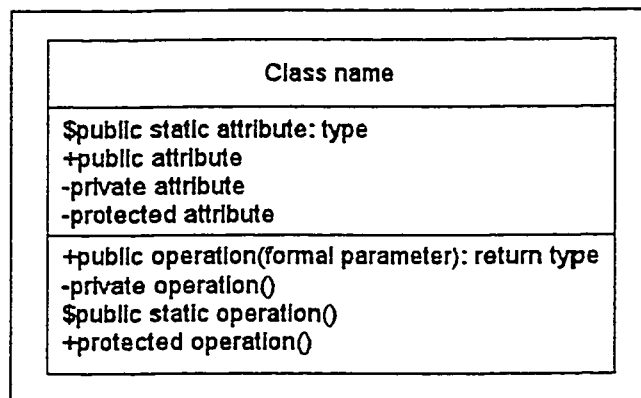 Class name
$public static attribute: type
+public attribute
-private attribute
-protected attribute
+public operation(formal parameter): return type
-private operation()
$public static operation()
+protected operation()